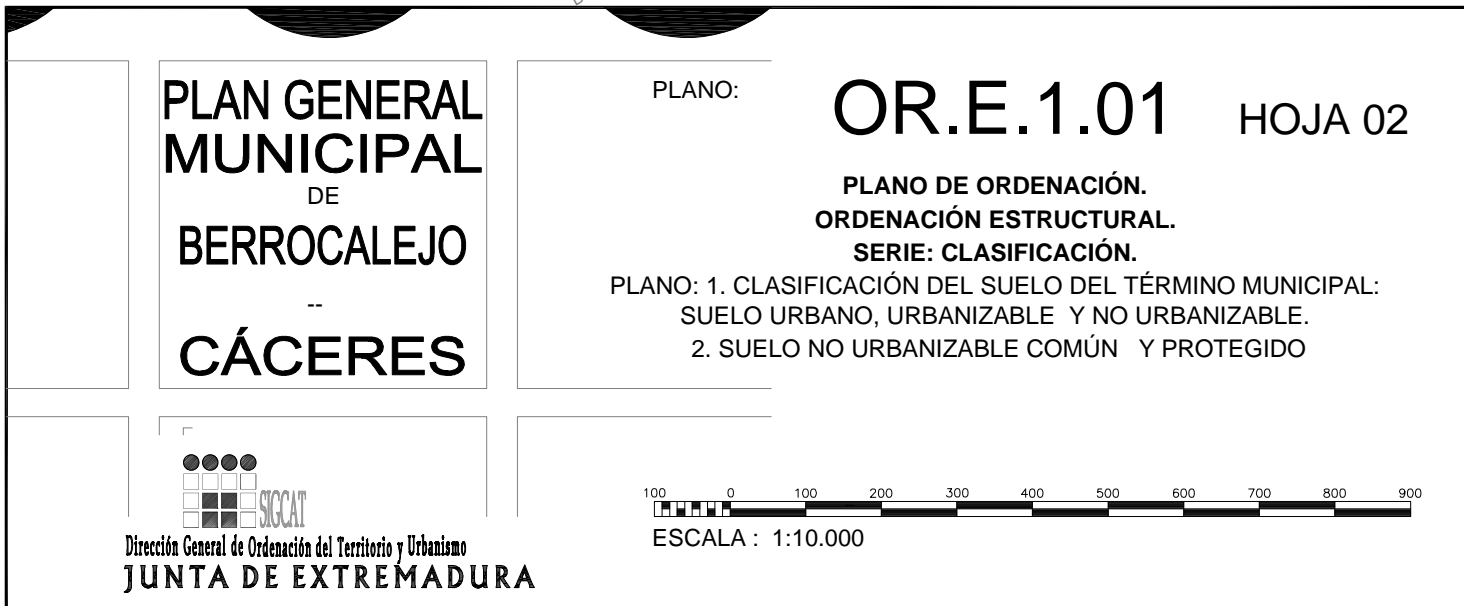 PLAN GENERAL
MUNICIPAL
DE
BERROCALEJO
--
CÁCERES
SIGCAT
Dirección General de Ordenación del Territorio y Urbanismo
JUNTA DE EXTREMADURA
PLANO:
OR.E.1.01 HOJA 02
PLANO DE ORDENACIÓN.
ORDENACIÓN ESTRUCTURAL.
SERIE: CLASIFICACIÓN.
PLANO: 1. CLASIFICACIÓN DEL SUELO DEL TÉRMINO MUNICIPAL:
SUELO URBANO, URBANIZABLE Y NO URBANIZABLE.
2. SUELO NO URBANIZABLE COMÚN Y PROTEGIDO
100 0 100 200 300 400 500 600 700 800 900
ESCALA : 1:10.000